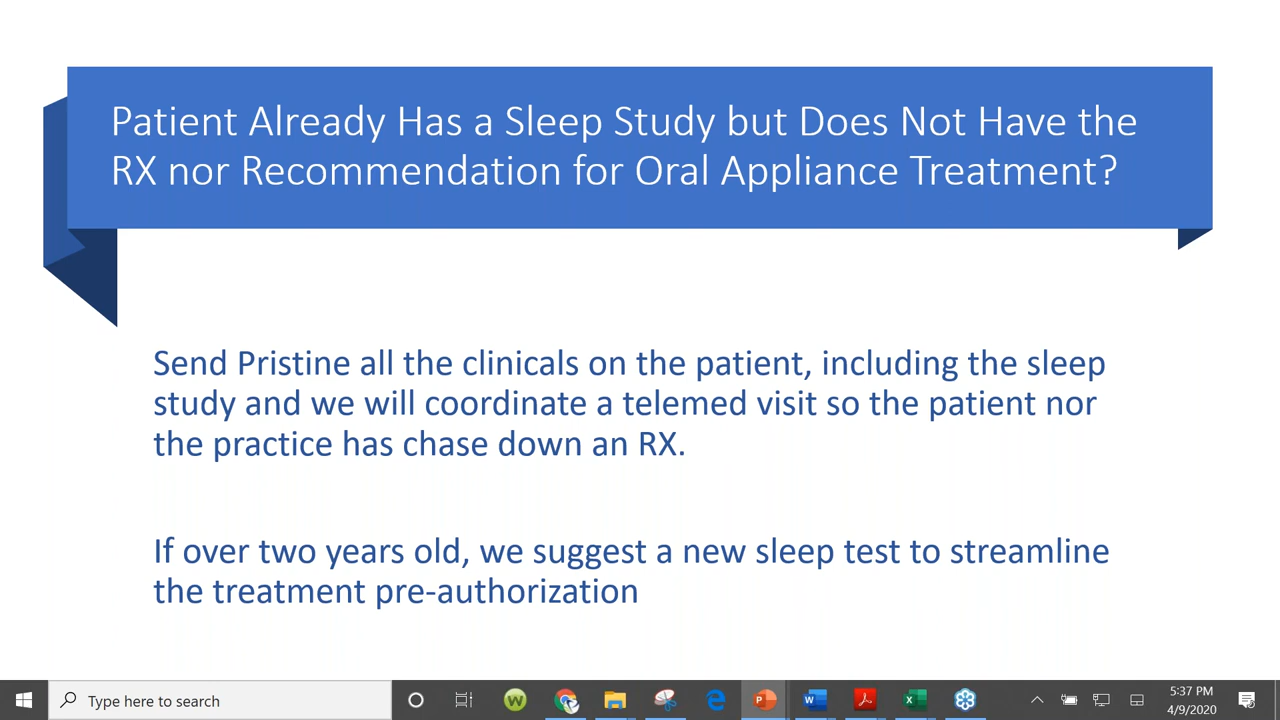 Patient Already Has a Sleep Study but Does Not Have the
RX nor Recommendation for Oral Appliance Treatment?
Send Pristine all the clinicals on the patient, including the sleep
study and we will coordinate a telemed visit so the patient nor
the practice has chase down an RX.
If over two years old, we suggest a new sleep test to streamline
the treatment pre-authorization
Type here to search
5:37 PM
4/9/2020